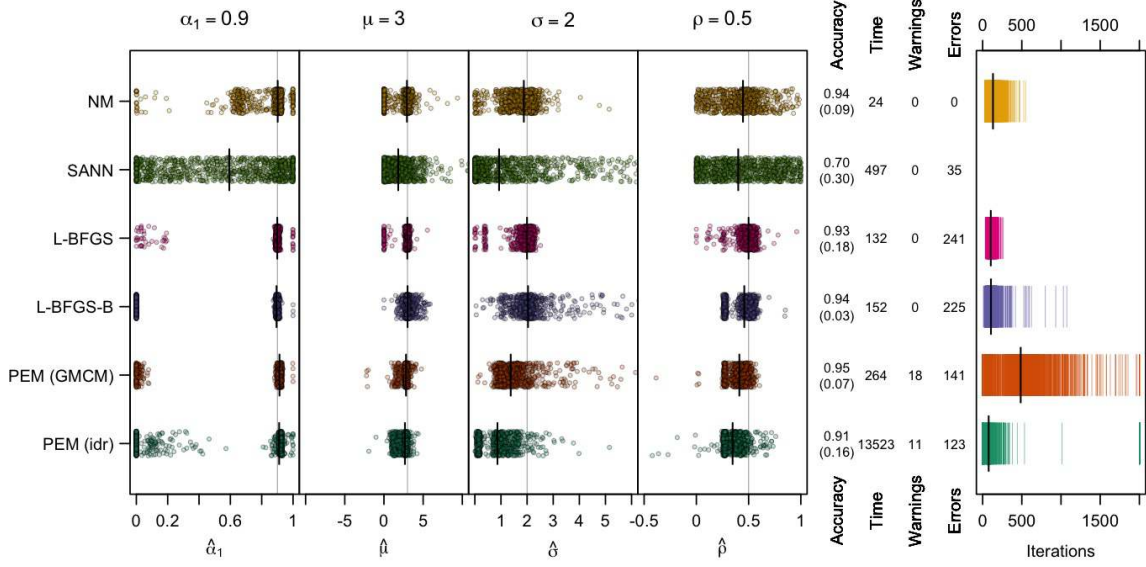 α₁ = 0.9 μ = 3 σ = 2 ρ = 0.5 Accuracy Time Warnings Errors 0 500 1500
NM 0.94 (0.09) 24 0 0
SANN 0.70 (0.30) 497 0 35
L-BFGS 0.93 (0.18) 132 0 241
L-BFGS-B 0.94 (0.03) 152 0 225
PEM (GMCM) 0.95 (0.07) 264 18 141
PEM (idr) 0.91 (0.16) 13523 11 123
0 0.2 0.6 1 -5 0 5 1 2 3 4 5 6 -0.5 0 0.5 1 Accuracy Time Warnings Errors 0 500 1500
α̂₁ μ̂ σ̂ ρ̂ Iterations